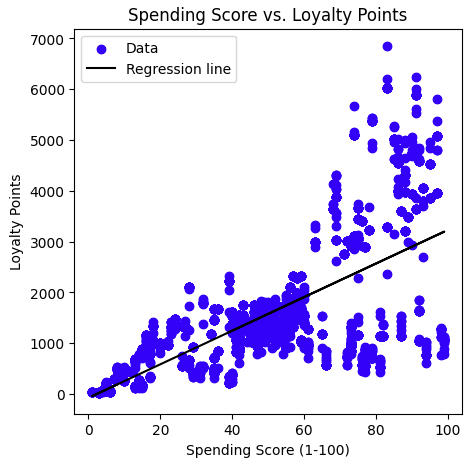 Spending Score vs. Loyalty Points
Data
Regression line
Loyalty Points
7000
6000
5000
4000
3000
2000
1000
0
0 20 40 60 80 100
Spending Score (1-100)